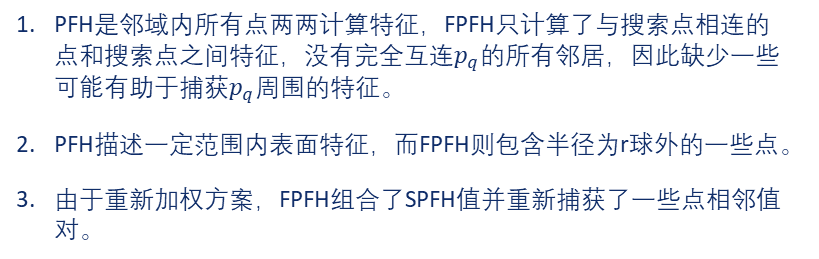 1. PFH是邻域内所有点两两计算特征，FPFH只计算了与搜索点相连的
点和搜索点之间特征，没有完全互连pq的所有邻居，因此缺少一些
可能有助于捕获pq周围的特征。
2. PFH描述一定范围内表面特征，而FPFH则包含半径为r球外的一些点。
3. 由于重新加权方案，FPFH组合了SPFH值并重新捕获了一些点相邻值
对。